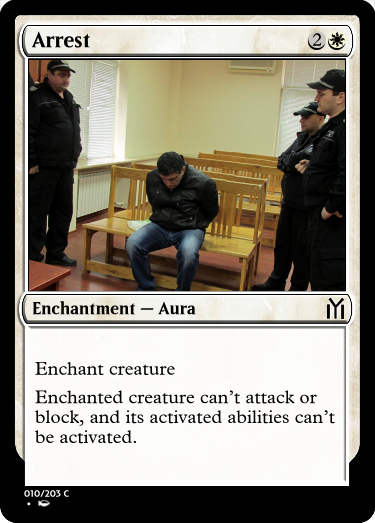 Arrest 2
Enchantment — Aura
Enchant creature
Enchanted creature can't attack or
block, and its activated abilities can't
be activated.
010/203 C